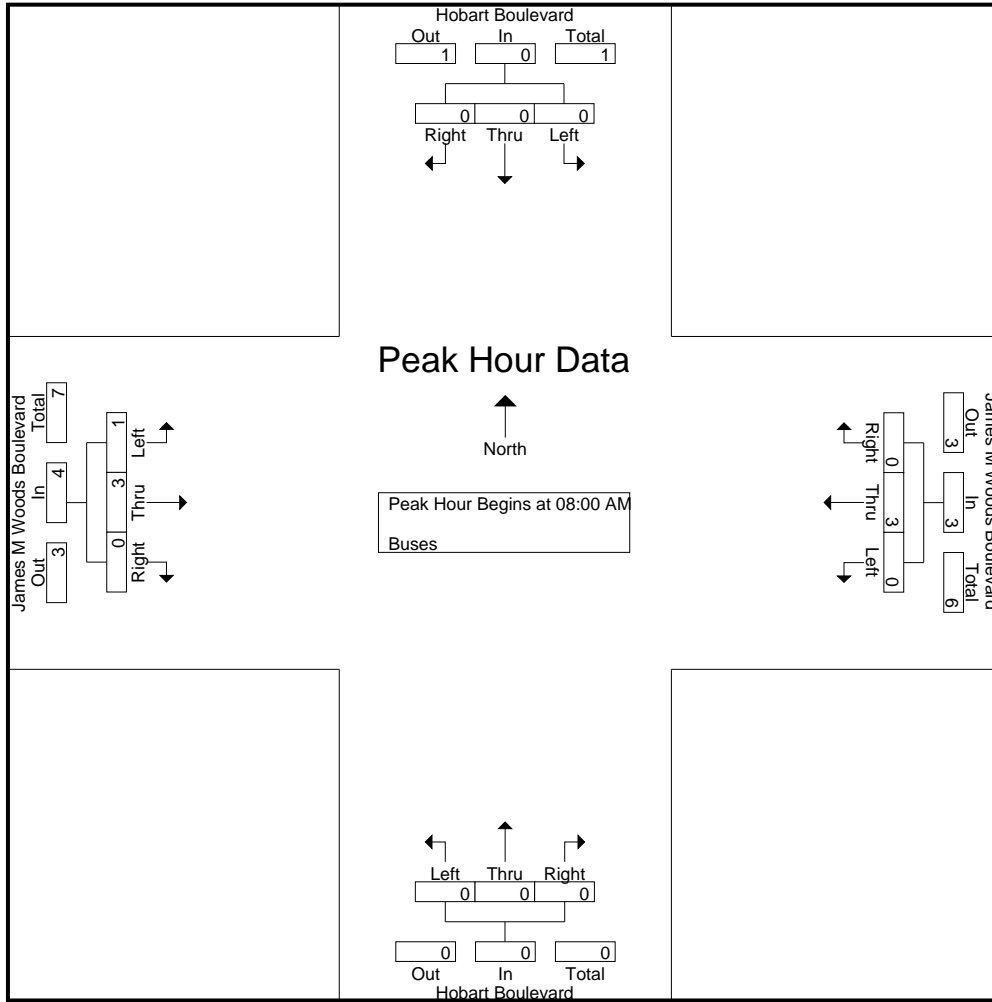 Hobart Boulevard
Out In Total
1 0 1
0 0 0
Right Thru Left
Peak Hour Data
North
Peak Hour Begins at 08:00 AM
Buses
James M Woods Boulevard
Total In Out
7 4 3
1 3 0
Left Thru Right
James M Woods Boulevard
Out In Total
3 3 6
0 3 0
Right Thru Left
Left Thru Right
0 0 0
0 0 0
Out In Total
Hobart Boulevard